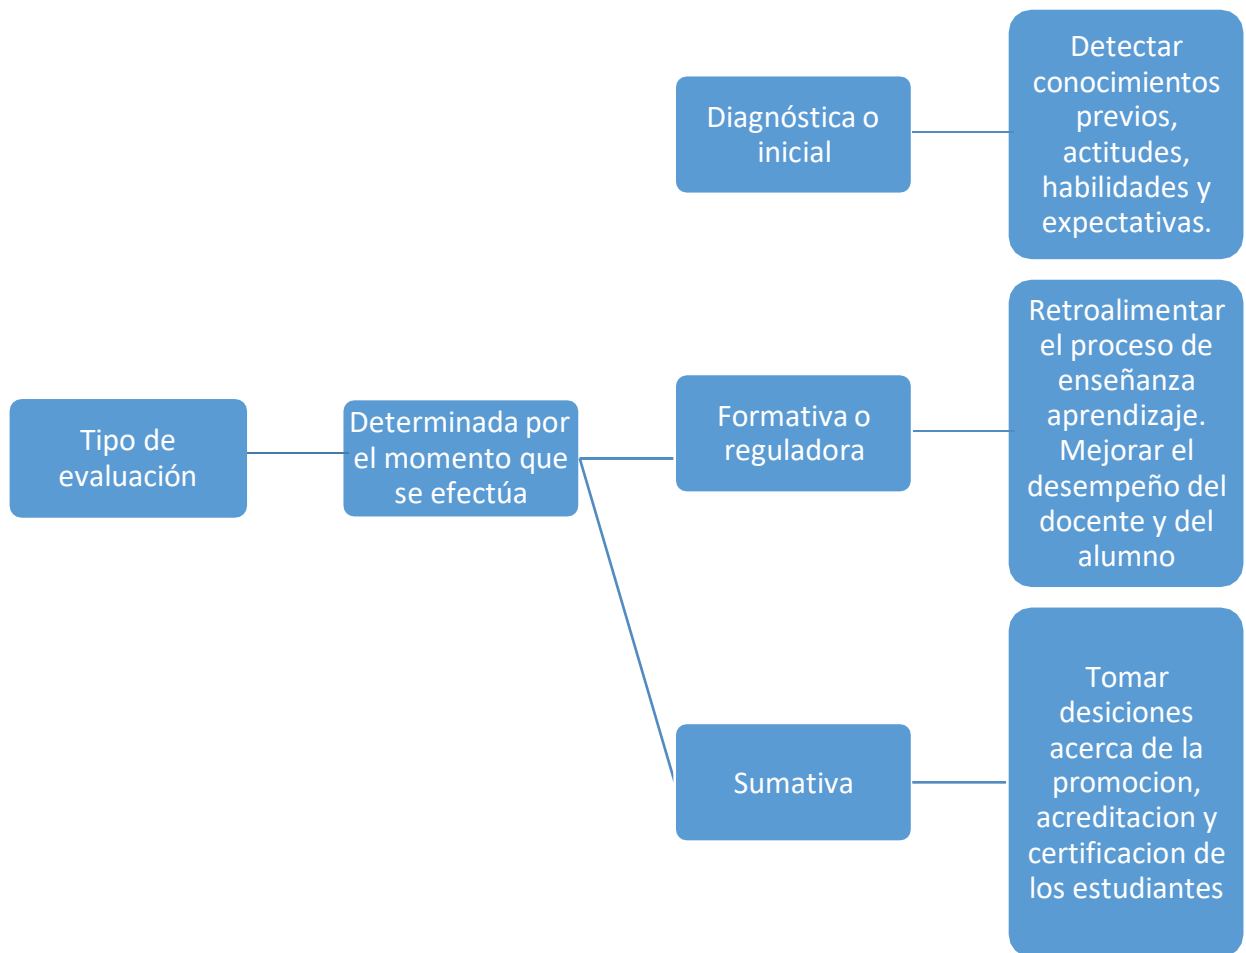 Tipo de
evaluación
Determinada por
el momento que
se efectúa
Diagnóstica o
inicial
Detectar
conocimientos
previos,
actitudes,
habilidades y
expectativas.
Formativa o
reguladora
Retroalimentar
el proceso de
enseñanza
aprendizaje.
Mejorar el
desempeño del
docente y del
alumno
Sumativa
Tomar
desiciones
acerca de la
promocion,
acreditacion y
certificacion de
los estudiantes